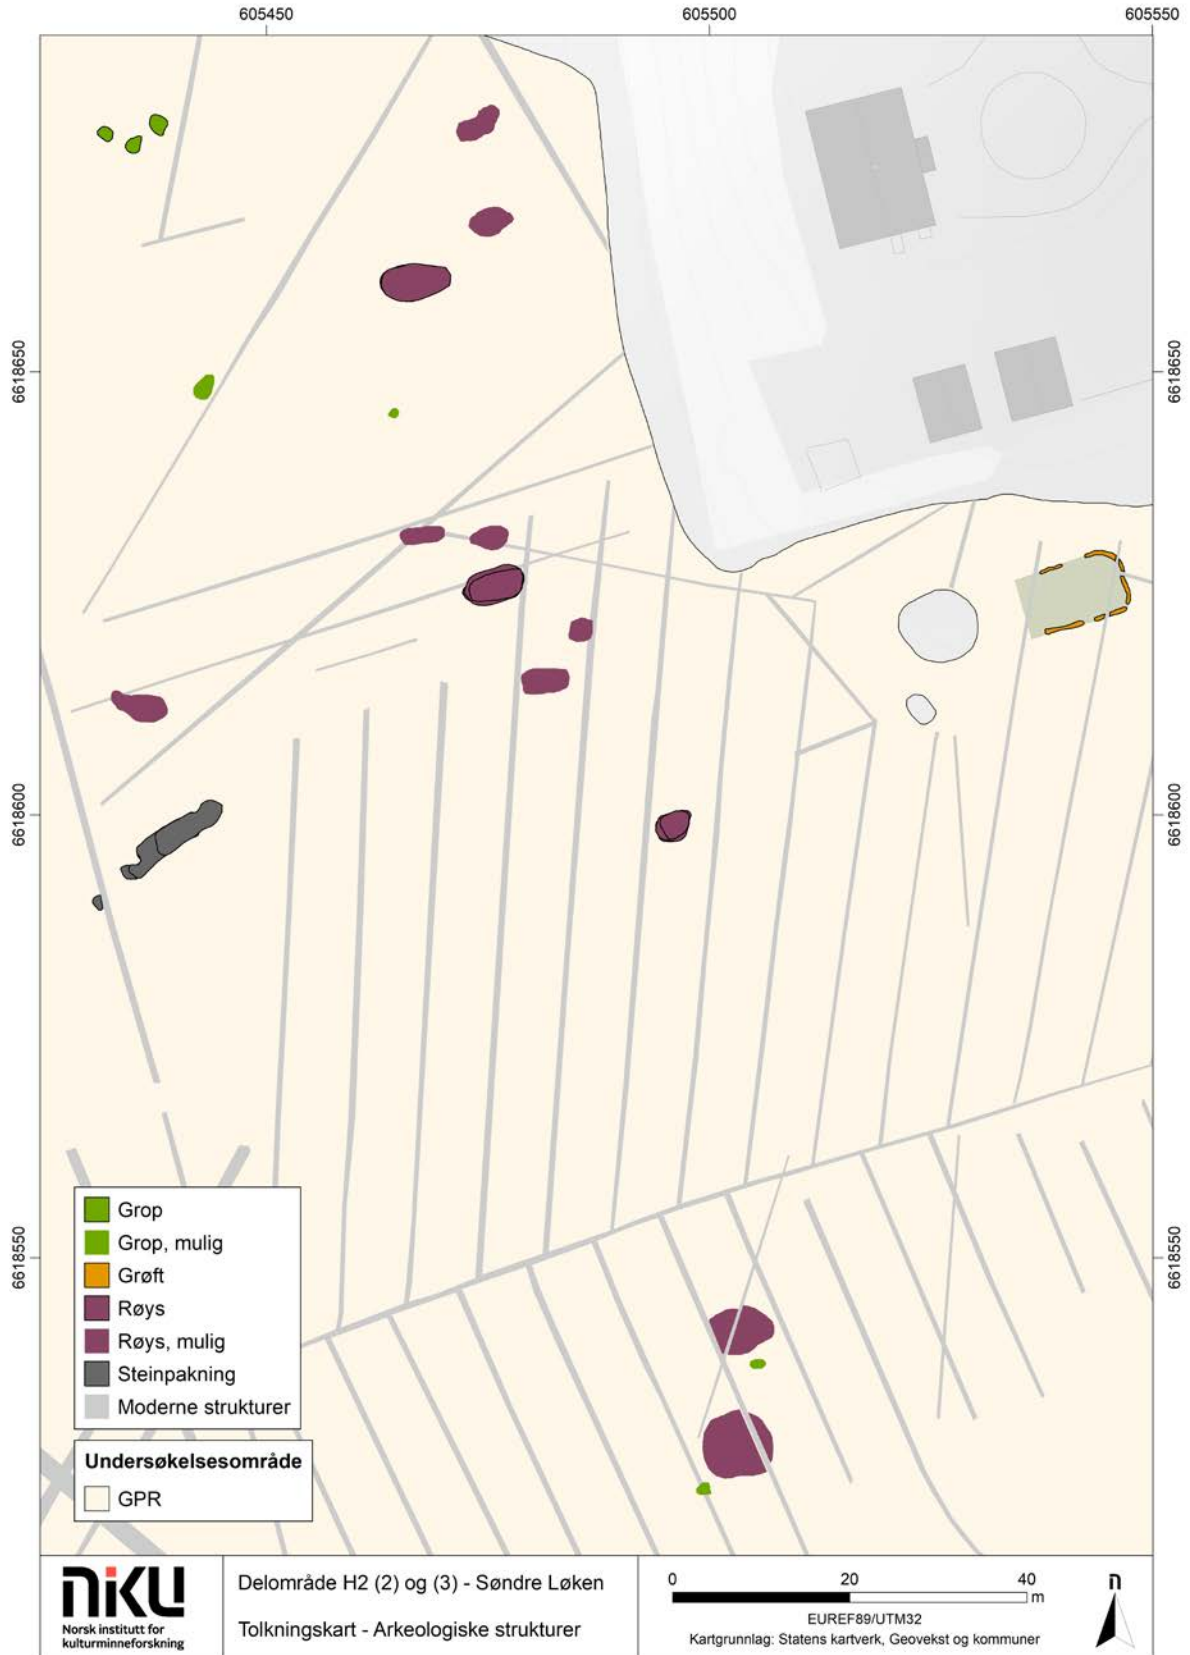 605450
605500
605550
6618650
6618650
6618600
6618600
6618550
6618550
Grop
Grop, mulig
Grøft
Røys
Røys, mulig
Steinpakning
Moderne strukturer
Undersøkelsesområde
GPR
NIKU
Norsk institutt for
kulturminneforskning
Delområde H2 (2) og (3) - Søndre Løken
Tolkningskart - Arkeologiske strukturer
0 20 40
m
EUREF89/UTM32
Kartgrunnlag: Statens kartverk, Geovekst og kommuner
n